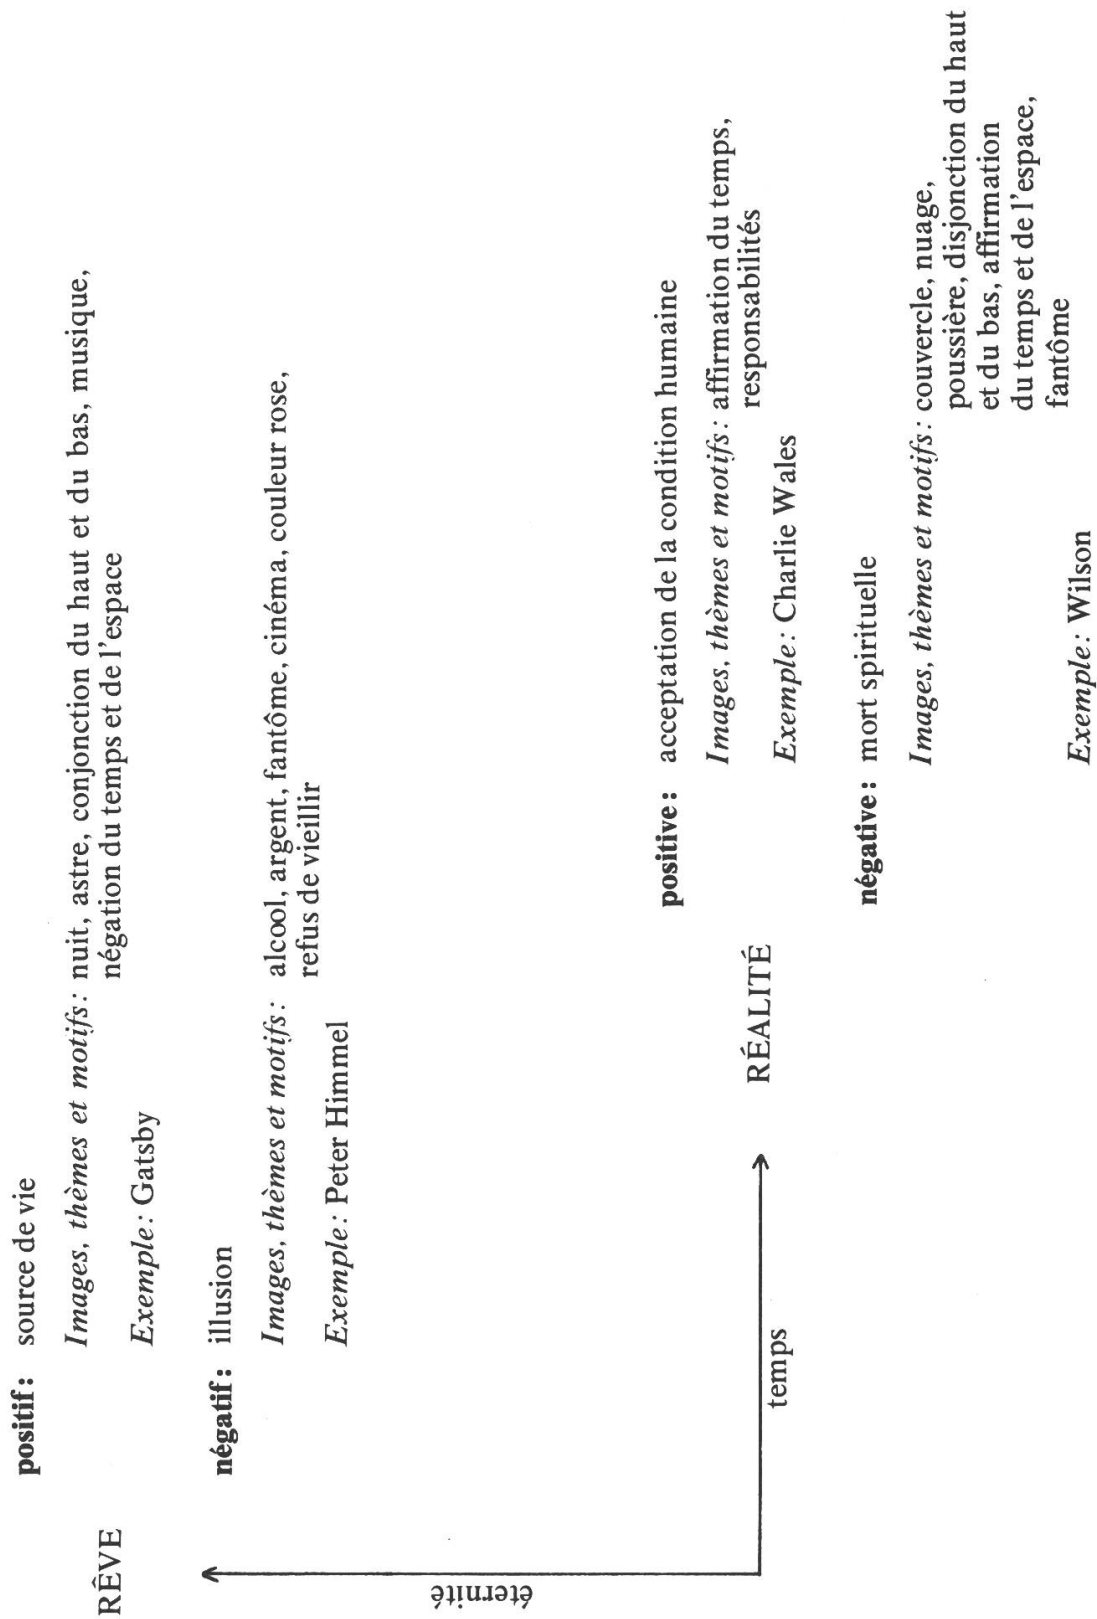 RÊVE
positif : source de vie
Images, thèmes et motifs : nuit, astre, conjonction du haut et du bas, musique,
négation du temps et de l'espace
Exemple : Gatsby
négatif : illusion
Images, thèmes et motifs : alcool, argent, fantôme, cinéma, couleur rose,
refus de vieillir
Exemple : Peter Himmel
éternité
temps
RÉALITÉ
positive : acceptation de la condition humaine
Images, thèmes et motifs : affirmation du temps,
responsabilités
Exemple : Charlie Wales
négative : mort spirituelle
Images, thèmes et motifs : couvercle, nuage,
poussière, disjonction du haut
et du bas, affirmation
du temps et de l'espace,
fantôme
Exemple : Wilson